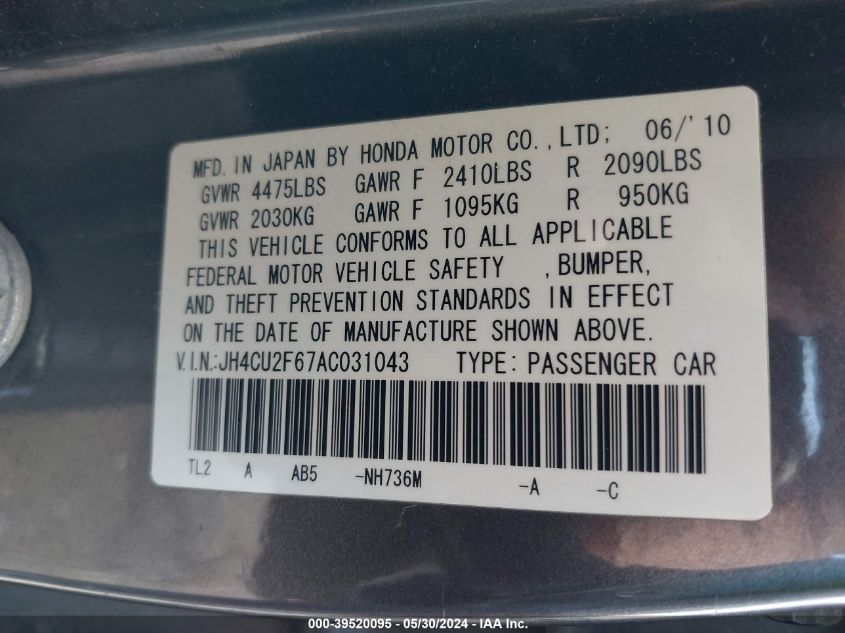 MFD. IN JAPAN BY HONDA MOTOR CO.,LTD; 06/'10
GVWR 4475LBS GAWR F 2410LBS R 2090LBS
GVWR 2030KG GAWR F 1095KG R 950KG
THIS VEHICLE CONFORMS TO ALL APPLICABLE
FEDERAL MOTOR VEHICLE SAFETY ,BUMPER,
AND THEFT PREVENTION STANDARDS IN EFFECT
ON THE DATE OF MANUFACTURE SHOWN ABOVE.
V.I.N.:JH4CU2F67AC031043 TYPE: PASSENGER CAR
TL2 A AB5 -NH736M -A -C
000-39520095 - 05/30/2024 - IAA Inc.